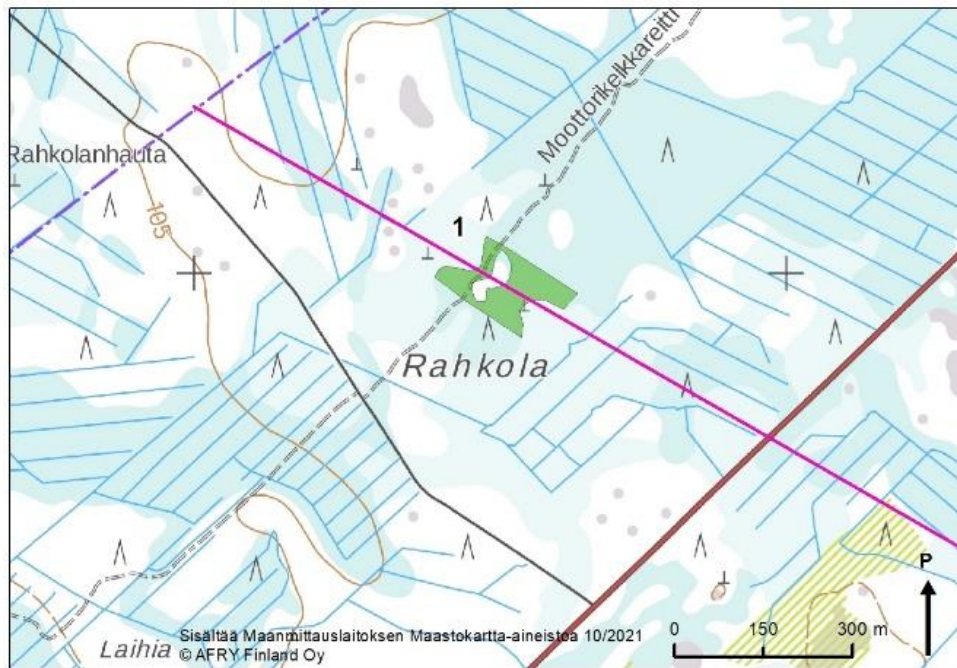 Moottorikelkkareitti
Rahkolanhauta
105
1
Rahkola
P
Laihia
Sisältää Maanmittauslaitoksen Maastokartta-aineistoa 10/2021
© AFRY Finland Oy
0 150 300 m